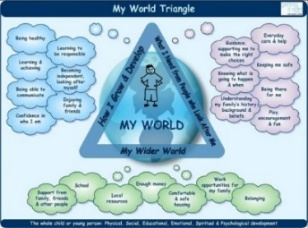 My World Triangle
Being healthy
Learning to
be responsible
Learning &
achieving
Becoming
independent,
looking after
myself
Being able to
communicate
Enjoying
family &
friends
Confidence in
who I am
How I Grow & Develop
What I Need from People who Look After me
MY WORLD
My Wider World
Everyday
care & help
Guidance,
supporting me to
make the right
choices
Keeping me safe
Knowing what is
going to happen
& when
Being there
for me
Understanding
my family's history
background &
beliefs
Play
encouragement
& fun
Support from
family, friends
& other people
School
Local
resources
Enough money
Comfortable
& safe
housing
Work
opportunities for
my family
Belonging
The whole child or young person: Physical, Social, Educational, Emotional, Spiritual & Psychological development